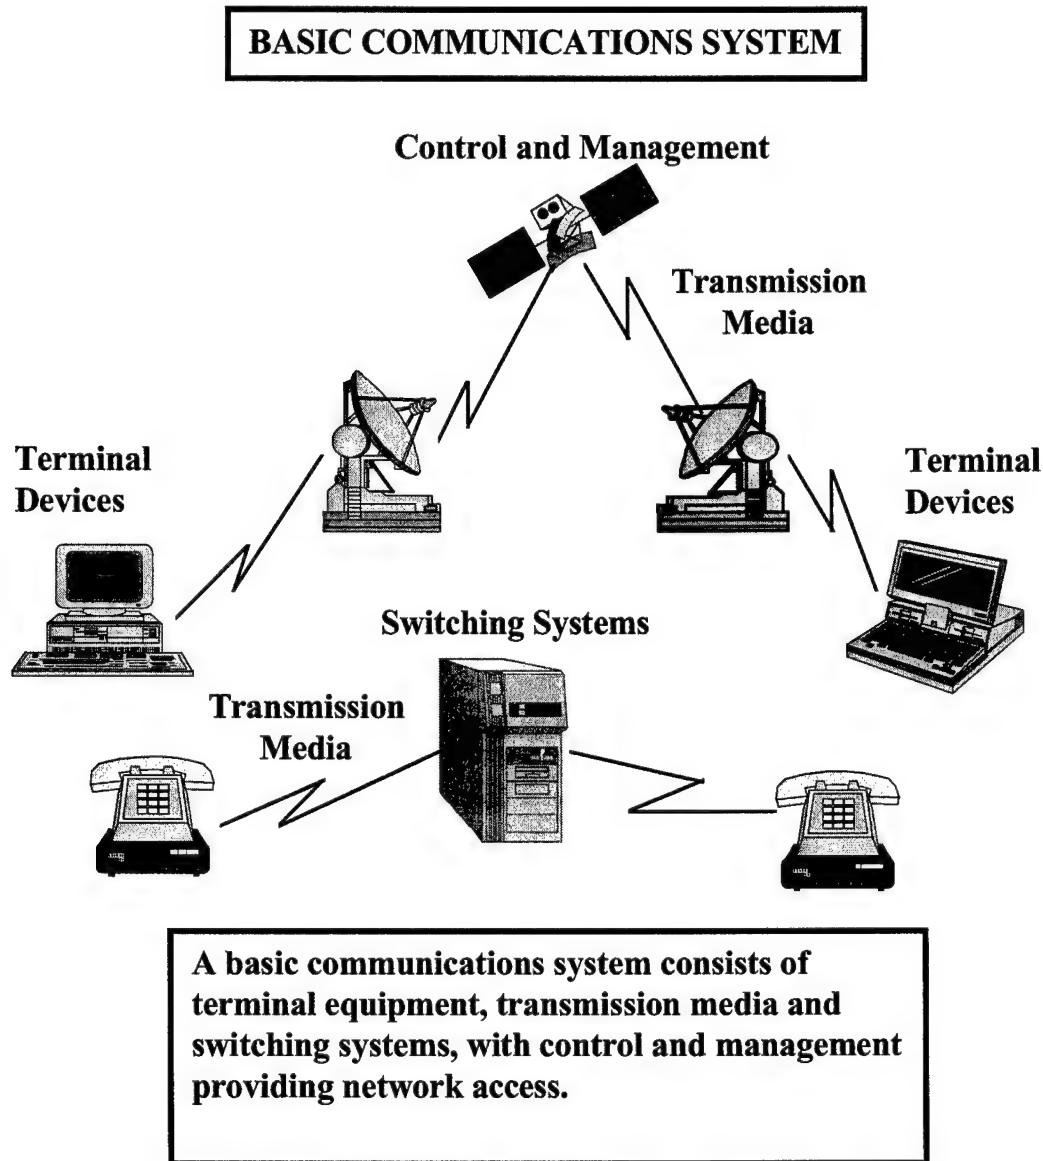 BASIC COMMUNICATIONS SYSTEM
Control and Management
Transmission
Media
Terminal
Devices
Terminal
Devices
Switching Systems
Transmission
Media
A basic communications system consists of
terminal equipment, transmission media and
switching systems, with control and management
providing network access.